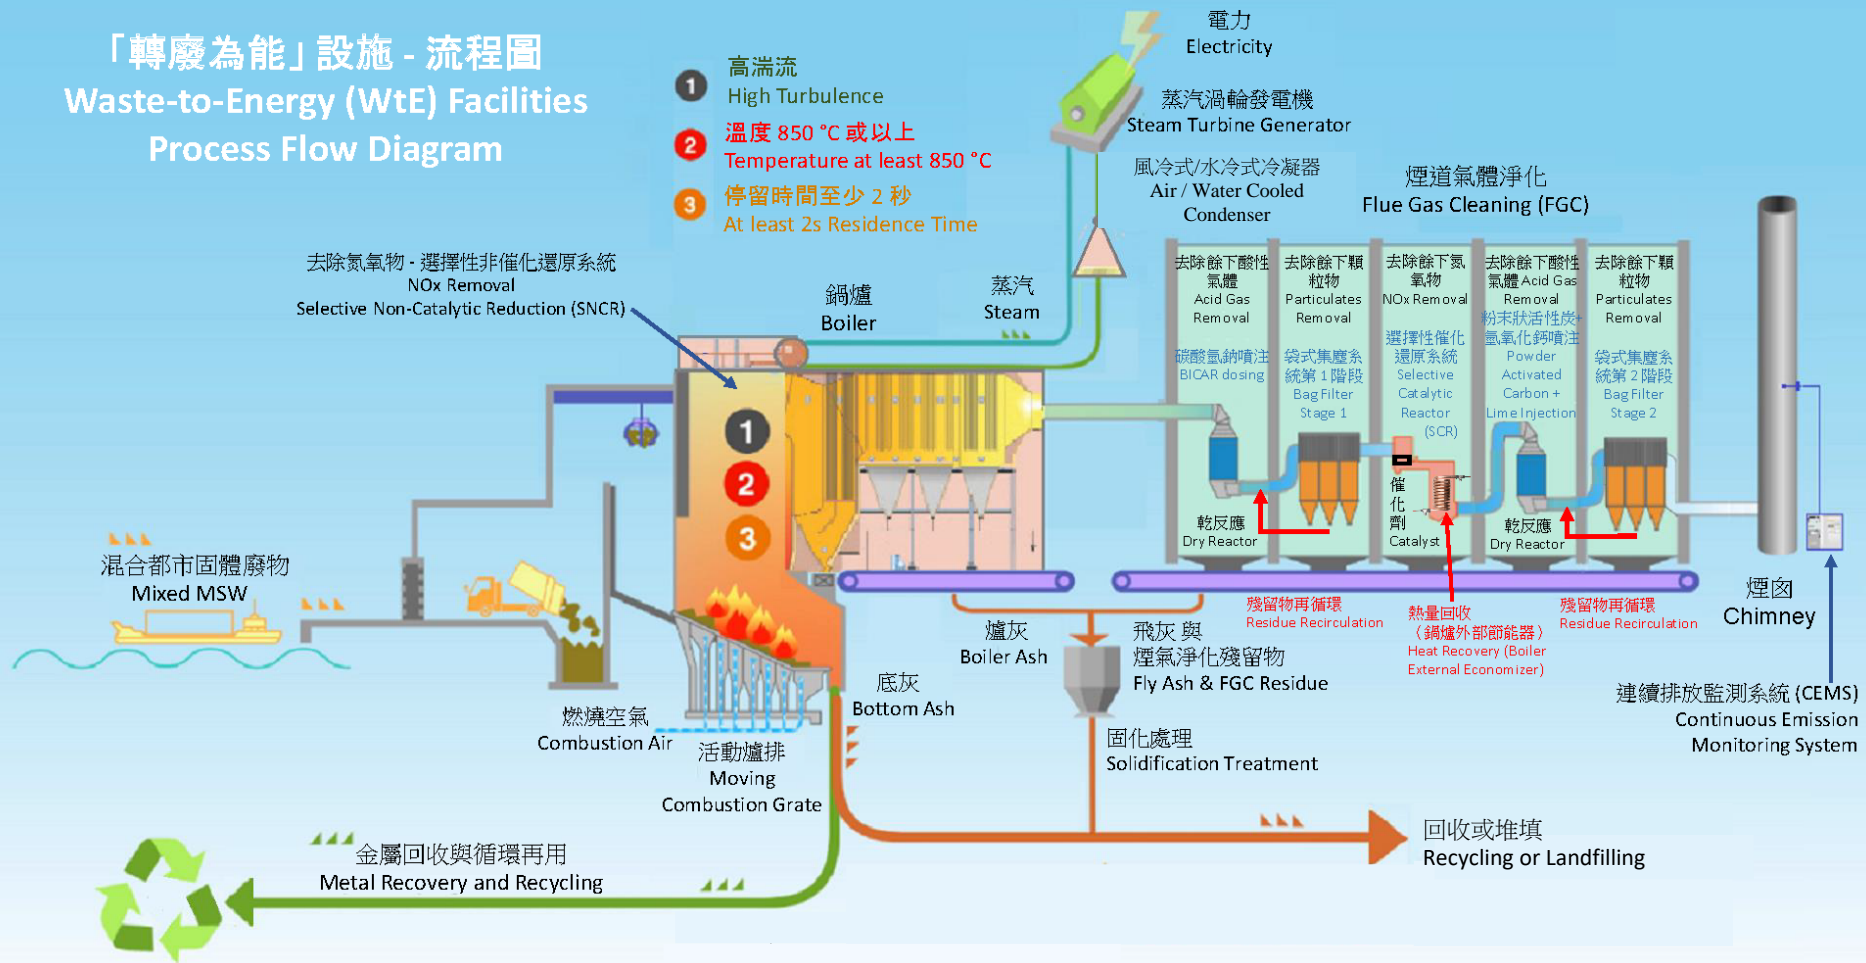 「轉廢為能」設施 - 流程圖
Waste-to-Energy (WtE) Facilities
Process Flow Diagram
1
高湍流
High Turbulence
2
溫度 850 °C 或以上
Temperature at least 850 °C
3
停留時間至少 2 秒
At least 2s Residence Time
電力
Electricity
蒸汽渦輪發電機
Steam Turbine Generator
風冷式/水冷式冷凝器
Air / Water Cooled
Condenser
煙道氣體淨化
Flue Gas Cleaning (FGC)
去除氮氧物 - 選擇性非催化還原系統
NOx Removal
Selective Non-Catalytic Reduction (SNCR)
鍋爐
Boiler
蒸汽
Steam
去除餘下酸性
氣體
Acid Gas
Removal
碳酸氫鈉噴注
BICAR dosing
去除餘下顆
粒物
Particulates
Removal
袋式集塵系
統第 1 階段
Bag Filter
Stage 1
去除餘下氮
氧物
NOx Removal
選擇性催化
還原系統
Selective
Catalytic
Reactor
(SCR)
去除餘下酸性
氣體 Acid Gas
Removal
粉末狀活性炭+
氫氧化鈣噴注
Powder
Activated
Carbon +
Lime Injection
去除餘下顆
粒物
Particulates
Removal
袋式集塵系
統第 2 階段
Bag Filter
Stage 2
1
2
3
乾反應
Dry Reactor
催
化
劑
Catalyst
乾反應
Dry Reactor
混合都市固體廢物
Mixed MSW
殘留物再循環
Residue Recirculation
熱量回收
（鍋爐外部節能器）
Heat Recovery (Boiler
External Economizer)
殘留物再循環
Residue Recirculation
煙囪
Chimney
爐灰
Boiler Ash
飛灰 與
煙氣淨化殘留物
Fly Ash & FGC Residue
底灰
Bottom Ash
燃燒空氣
Combustion Air
活動爐排
Moving
Combustion Grate
固化處理
Solidification Treatment
連續排放監測系統 (CEMS)
Continuous Emission
Monitoring System
金屬回收與循環再用
Metal Recovery and Recycling
回收或堆填
Recycling or Landfilling